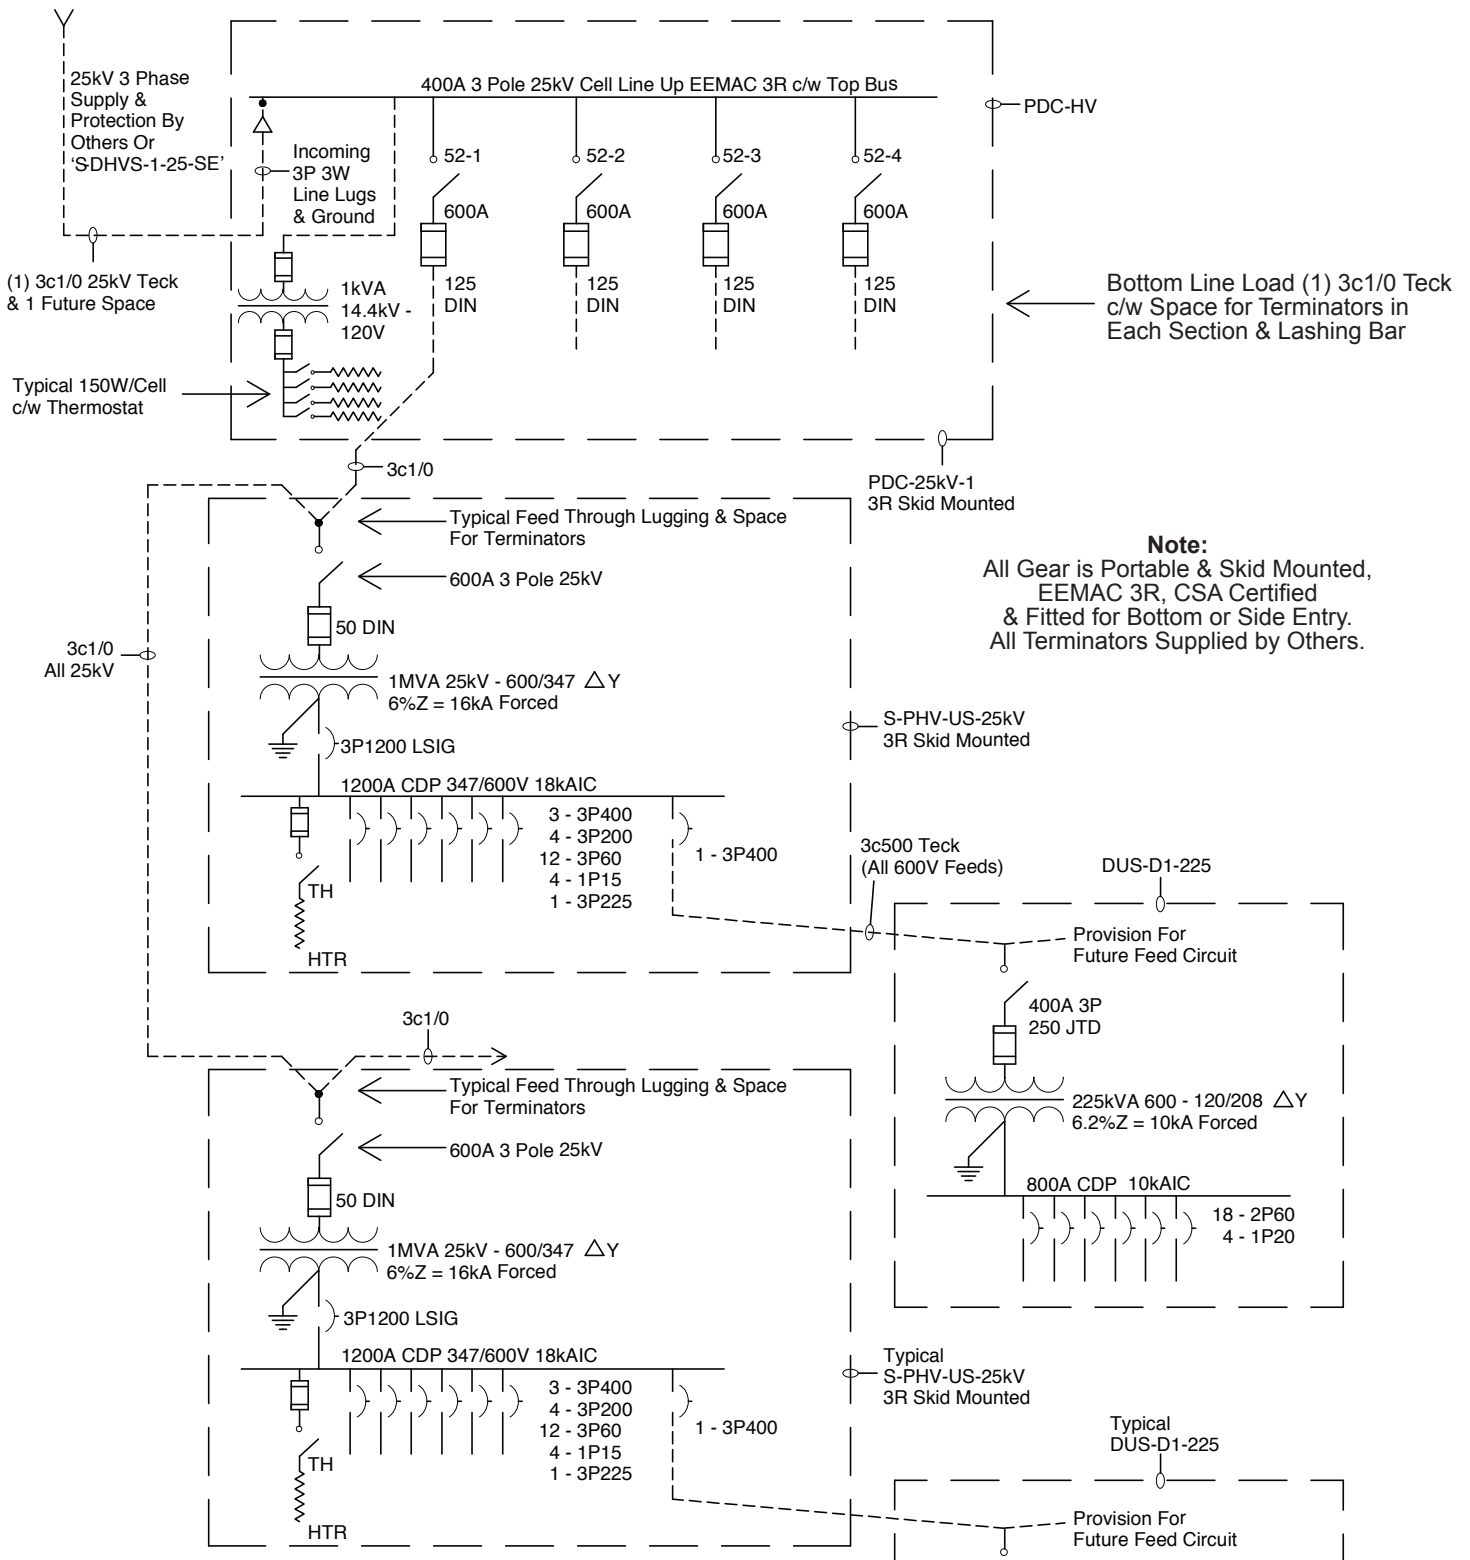 25kV 3 Phase
Supply &
Protection By
Others Or
'S-DHVS-1-25-SE'
400A 3 Pole 25kV Cell Line Up EEMAC 3R c/w Top Bus
PDC-HV
Incoming
3P 3W
Line Lugs
& Ground
52-1
52-2
52-3
52-4
600A
600A
600A
600A
(1) 3c1/0 25kV Teck
& 1 Future Space
1kVA
14.4kV -
120V
125
DIN
125
DIN
125
DIN
125
DIN
Bottom Line Load (1) 3c1/0 Teck
c/w Space for Terminators in
Each Section & Lashing Bar
Typical 150W/Cell
c/w Thermostat
3c1/0
PDC-25kV-1
3R Skid Mounted
Typical Feed Through Lugging & Space
For Terminators
600A 3 Pole 25kV
Note:
All Gear is Portable & Skid Mounted,
EEMAC 3R, CSA Certified
& Fitted for Bottom or Side Entry.
All Terminators Supplied by Others.
50 DIN
3c1/0
All 25kV
1MVA 25kV - 600/347 △Y
6%Z = 16kA Forced
S-PHV-US-25kV
3R Skid Mounted
3P1200 LSIG
1200A CDP 347/600V 18kAIC
3 - 3P400
4 - 3P200
12 - 3P60
4 - 1P15
1 - 3P225
1 - 3P400
TH
HTR
3c500 Teck
(All 600V Feeds)
DUS-D1-225
Provision For
Future Feed Circuit
400A 3P
250 JTD
225kVA 600 - 120/208 △Y
6.2%Z = 10kA Forced
800A CDP 10kAIC
18 - 2P60
4 - 1P20
3c1/0
Typical Feed Through Lugging & Space
For Terminators
600A 3 Pole 25kV
50 DIN
1MVA 25kV - 600/347 △Y
6%Z = 16kA Forced
3P1200 LSIG
1200A CDP 347/600V 18kAIC
3 - 3P400
4 - 3P200
12 - 3P60
4 - 1P15
1 - 3P225
1 - 3P400
TH
HTR
Typical
S-PHV-US-25kV
3R Skid Mounted
Typical
DUS-D1-225
Provision For
Future Feed Circuit